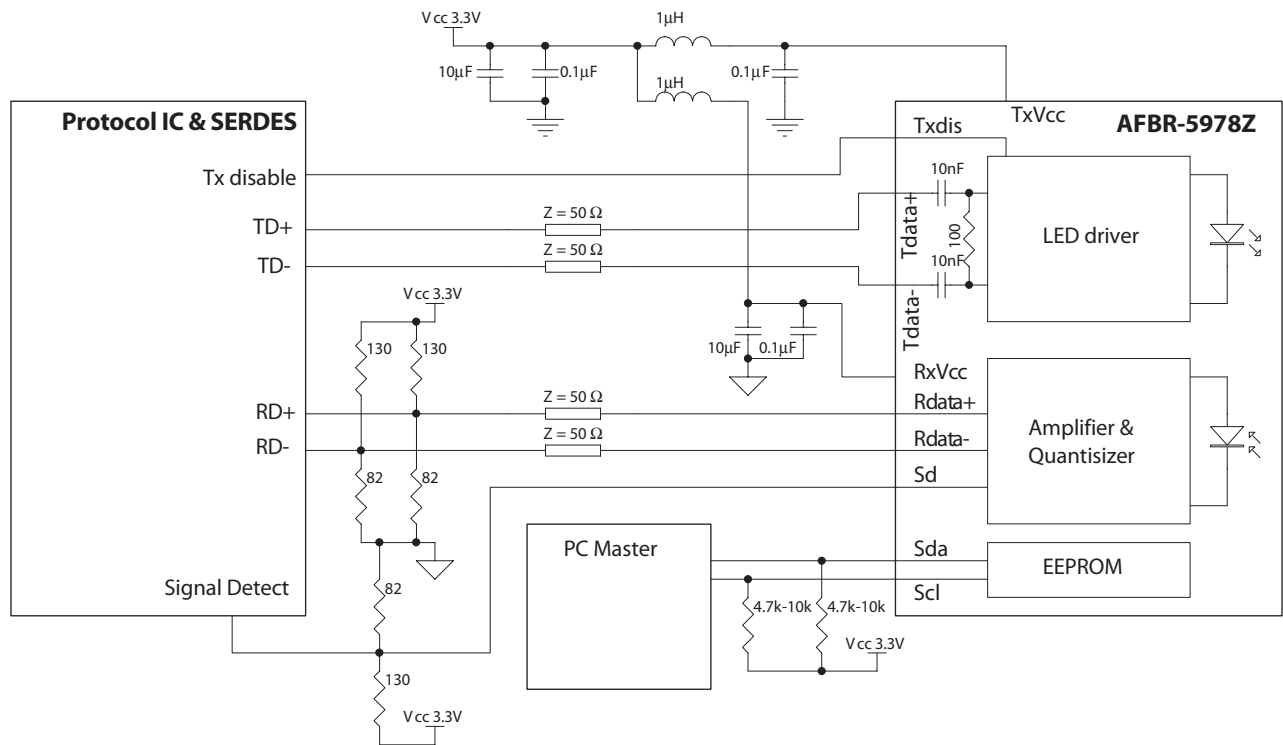 Vcc 3.3V
1µH
10µF
0.1µF
1µH
0.1µF
Protocol IC & SERDES
Txdis
TxVcc
AFBR-5978Z
Tx disable
10nF
Z = 50 Ω
TD+
Tdata+
100
LED driver
Z = 50 Ω
TD-
10nF
Tdata-
Vcc 3.3V
130
130
10µF
0.1µF
RxVcc
Z = 50 Ω
RD+
Rdata+
Amplifier &
Quantisizer
Z = 50 Ω
RD-
Rdata-
82
82
Sd
PC Master
Sda
EEPROM
Scl
Signal Detect
82
4.7k-10k
4.7k-10k
Vcc 3.3V
130
Vcc 3.3V